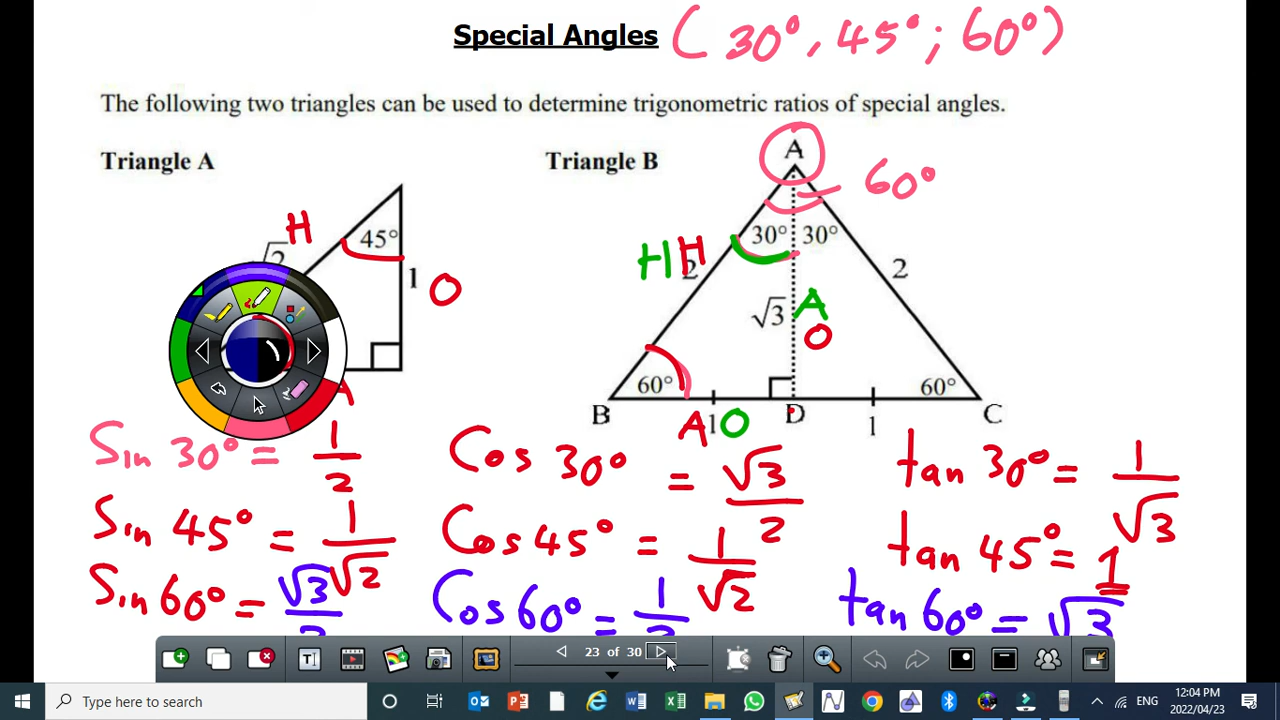 Special Angles (30°, 45°; 60°)
The following two triangles can be used to determine trigonometric ratios of special angles.
Triangle A
Triangle B
A
60°
H
√2
45°
1
O
30° 30°
H H
2
2
√3
A
O
60°
60°
B
A
1
O
D
1
C
A
Sin 30° = 1/2
Cos 30° = √3/2
tan 30° = 1/√3
Sin 45° = 1/√2
Cos 45° = 1/√2
tan 45° = 1
Sin 60° = √3/2
Cos 60° = 1/2
tan 60° = √3
23 of 30
Type here to search
ENG
12:04 PM
2022/04/23